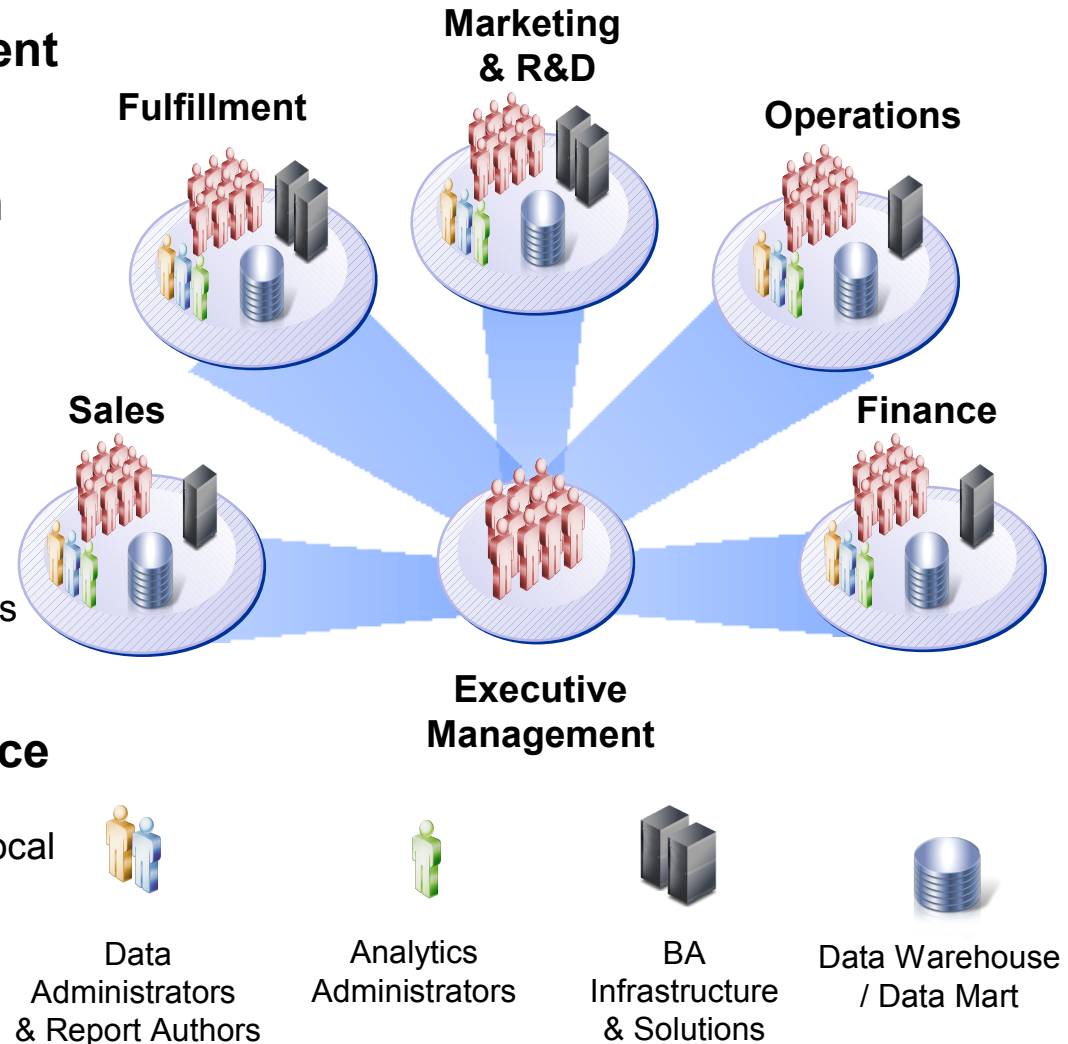 ent
Marketing
& R&D
Fulfillment
Operations
Sales
Finance
s
Executive
Management
ce
ocal
Data
Administrators
& Report Authors
Analytics
Administrators
BA
Infrastructure
& Solutions
Data Warehouse
/ Data Mart